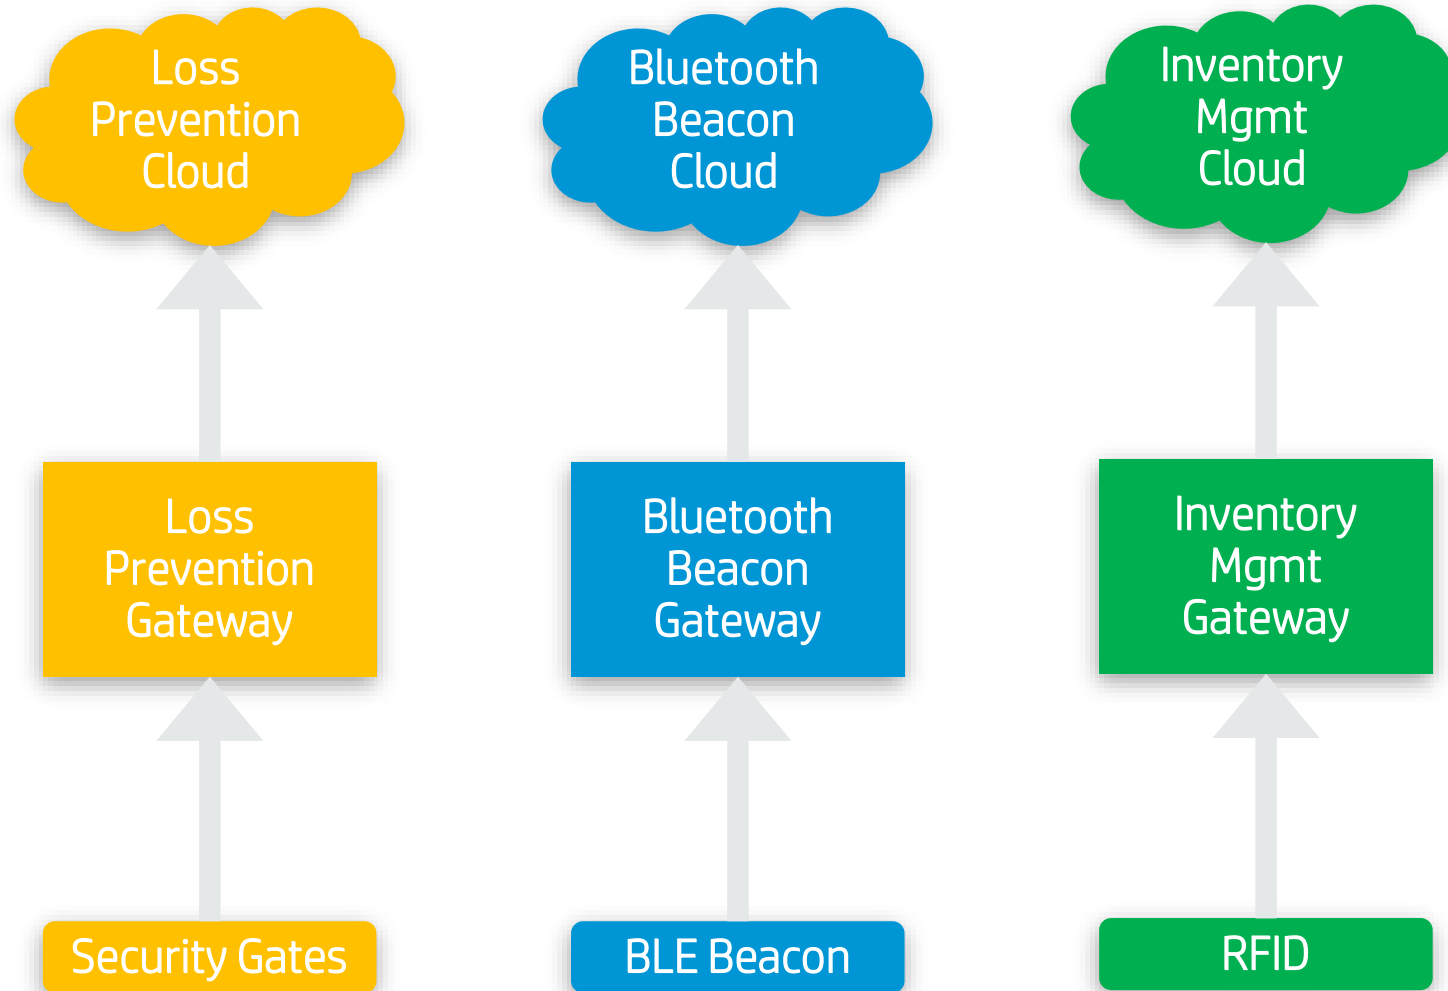 Loss
Prevention
Cloud
Bluetooth
Beacon
Cloud
Inventory
Mgmt
Cloud
Loss
Prevention
Gateway
Bluetooth
Beacon
Gateway
Inventory
Mgmt
Gateway
Security Gates
BLE Beacon
RFID